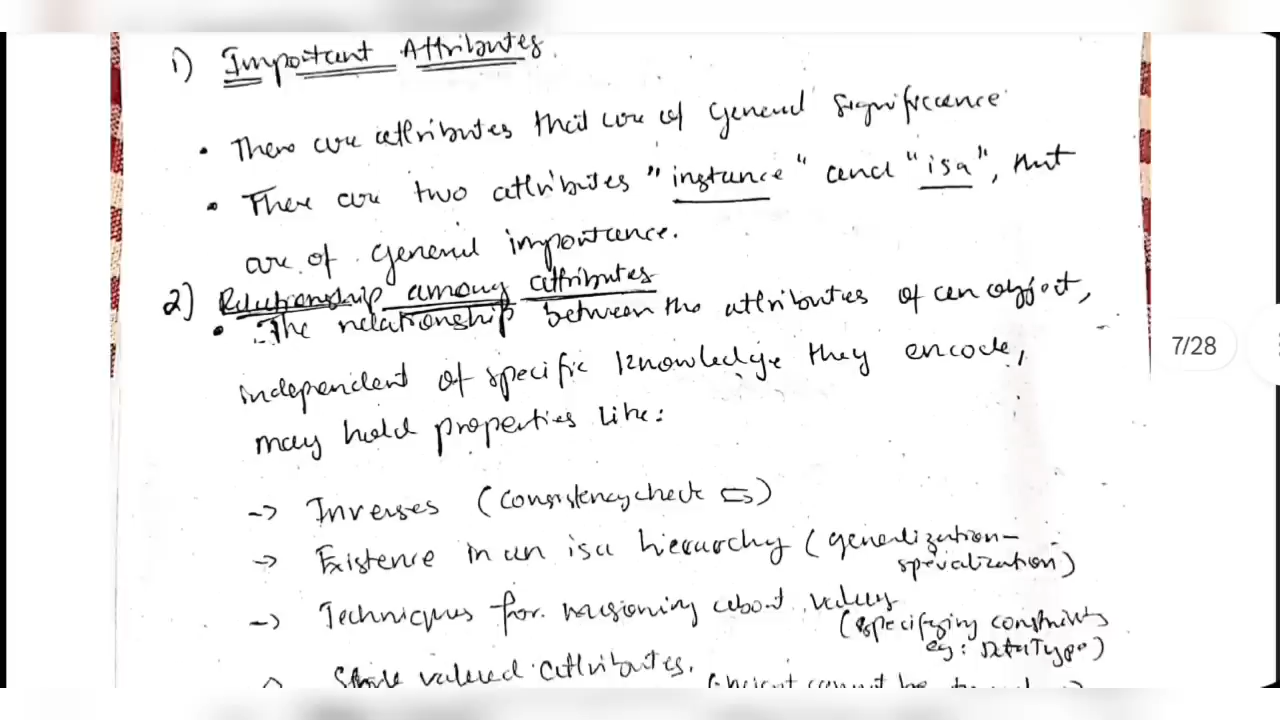 1) Important Attributes.
• There are attributes that are of general significance
• There are two attributes "instance" and "isa", that
are of general importance.
2) Relationship among attributes
• The relationship between the attributes of an object,
independent of specific knowledge they encode,
may hold properties like:
-> Inverses (consistency check ⇆)
-> Existence in an isa hierarchy (generalization-
specialization)
-> Techniques for reasoning about values
(specifying constraints
eg: DataType)
valued attributes.
cannot be
7/28